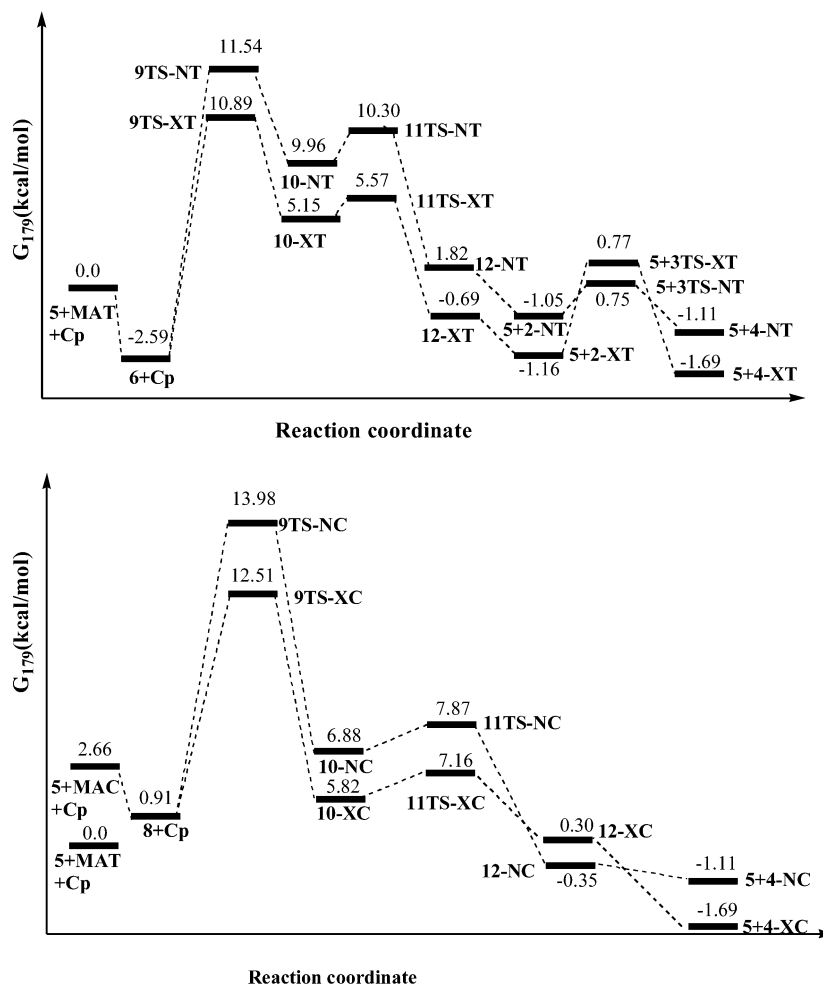 11.54
9TS-NT
10.89
9TS-XT
10.30
11TS-NT
9.96
10-NT
5.57
11TS-XT
5.15
10-XT
G179(kcal/mol)
0.0
5+MAT
+Cp
-2.59
6+Cp
1.82
12-NT
-0.69
12-XT
-1.05
5+2-NT
5+2-XT
-1.16
0.77
5+3TS-XT
5+3TS-NT
0.75
-1.11
5+4-NT
-1.69
5+4-XT
Reaction coordinate
13.98
9TS-NC
12.51
9TS-XC
G179(kcal/mol)
2.66
5+MAC
+Cp
0.0
5+MAT
+Cp
0.91
8+Cp
6.88
10-NC
5.82
10-XC
7.87
11TS-NC
7.16
11TS-XC
0.30
12-XC
12-NC
-0.35
-1.11
5+4-NC
-1.69
5+4-XC
Reaction coordinate